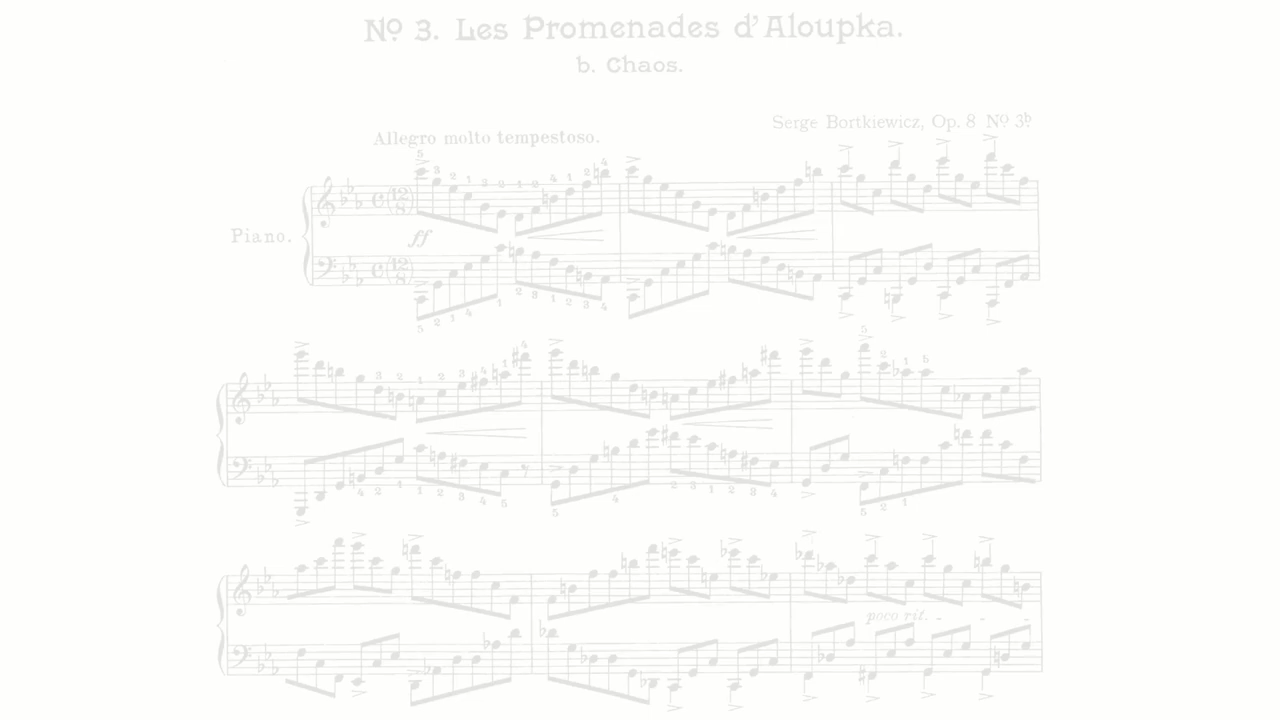 Nº 3. Les Promenades d'Aloupka.
b. Chaos.
Serge Bortkiewicz, Op. 8 Nº 3b.
Allegro molto tempestoso.
Piano.
ff
poco rit. - - -